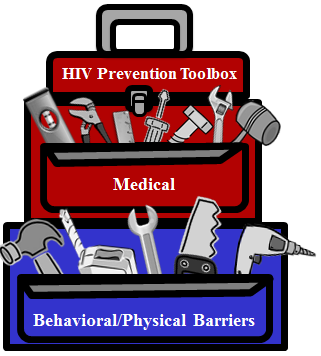 HIV Prevention Toolbox
Medical
Behavioral/Physical Barriers